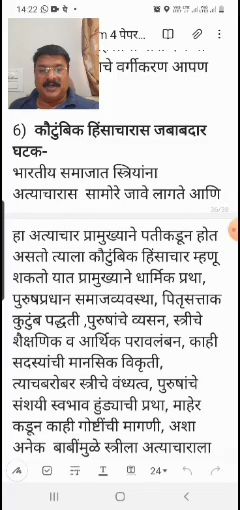 14:22
m 4 पेपर...
चे वर्गीकरण आपण
6) कौटुंबिक हिंसाचारास जबाबदार
घटक-
भारतीय समाजात स्त्रियांना
अत्याचारास सामोरे जावे लागते आणि
36/39
हा अत्याचार प्रामुख्याने पतीकडून होत
असतो त्याला कौटुंबिक हिंसाचार म्हणू
शकतो यात प्रामुख्याने धार्मिक प्रथा,
पुरुषप्रधान समाजव्यवस्था, पितृसत्ताक
कुटुंब पद्धती ,पुरुषांचे व्यसन, स्त्रीचे
शैक्षणिक व आर्थिक परावलंबन, काही
सदस्यांची मानसिक विकृती,
त्याचबरोबर स्त्रीचे वंध्यत्व, पुरुषांचे
संशयी स्वभाव हुंड्याची प्रथा, माहेर
कडून काही गोष्टींची मागणी, अशा
अनेक बाबींमुळे स्त्रीला अत्याचाराला
24